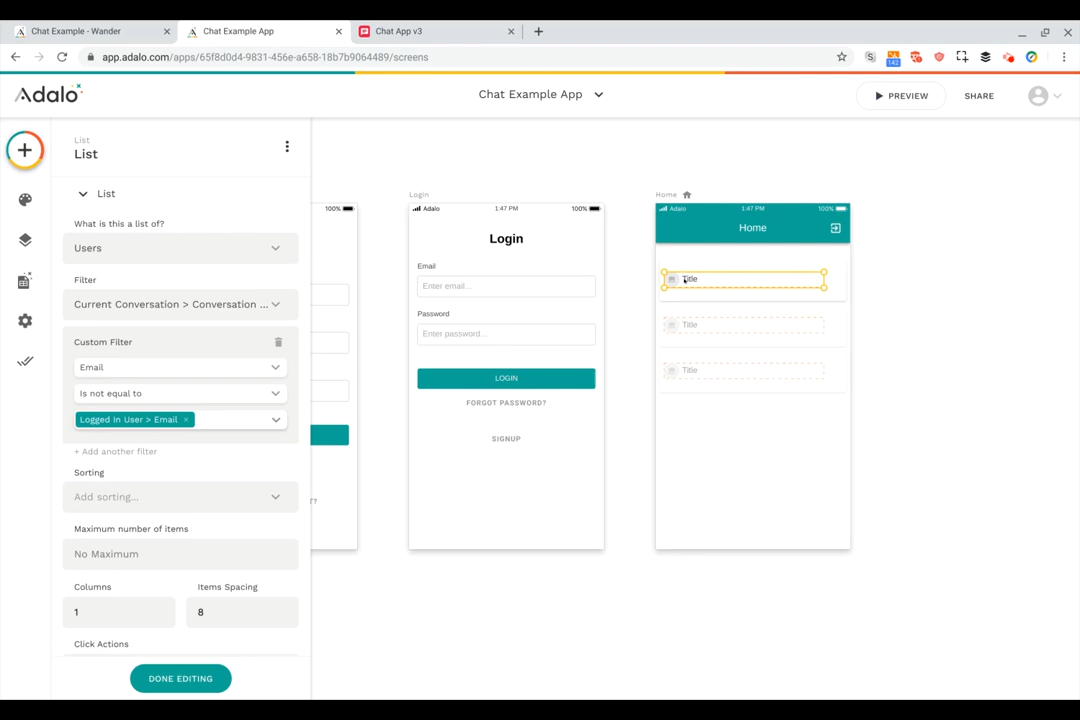 Chat Example - Wander
Chat Example App
Chat App v3
app.adalo.com/apps/65f8d0d4-9831-456e-a658-18b7b9064489/screens
142
Adalo
Chat Example App
PREVIEW
SHARE
List
List
List
What is this a list of?
Users
Filter
Current Conversation > Conversation ...
Custom Filter
Email
Is not equal to
Logged In User > Email ×
+ Add another filter
Sorting
Add sorting...
Maximum number of items
No Maximum
Columns
Items Spacing
1
8
Click Actions
DONE EDITING
100%
T?
Login
Adalo
1:47 PM
100%
Login
Email
Enter email...
Password
Enter password...
LOGIN
FORGOT PASSWORD?
SIGNUP
Home
Adalo
1:47 PM
100%
Home
Title
Title
Title